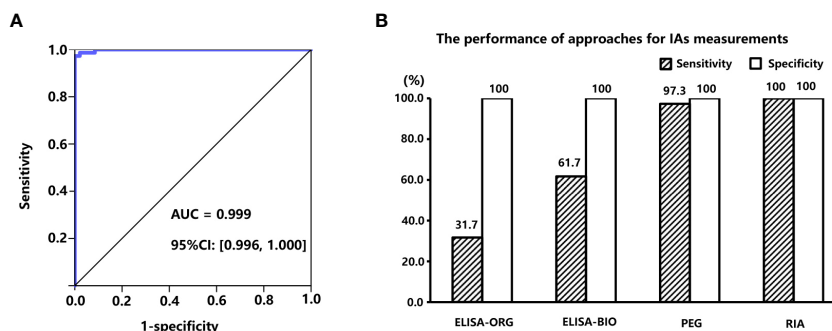 A
1.0
0.8
0.6
0.4
0.2
Sensitivity
AUC = 0.999
95%CI: [0.996, 1.000]
0.0 0.2 0.4 0.6 0.8 1.0
1-specificity
B
The performance of approaches for IAs measurements
Sensitivity Specificity
(%)
100.0
80.0
60.0
40.0
20.0
0.0
31.7 100 61.7 100 97.3 100 100 100
ELISA-ORG ELISA-BIO PEG RIA